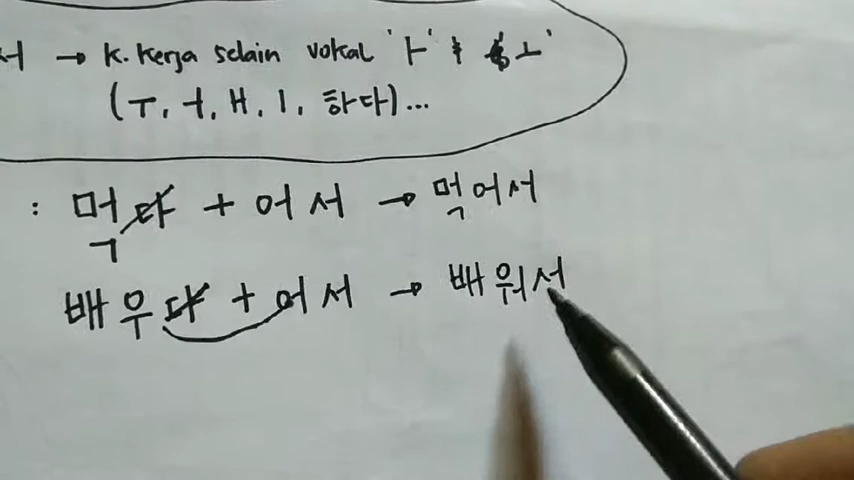 서 → k. kerja selain vokal 'ㅏ' & 'ㅗ'
(ㅜ, ㅓ, ㅐ, ㅣ, 하다)...
: 먹다 + 어서 → 먹어서
배우다 + 어서 → 배워서